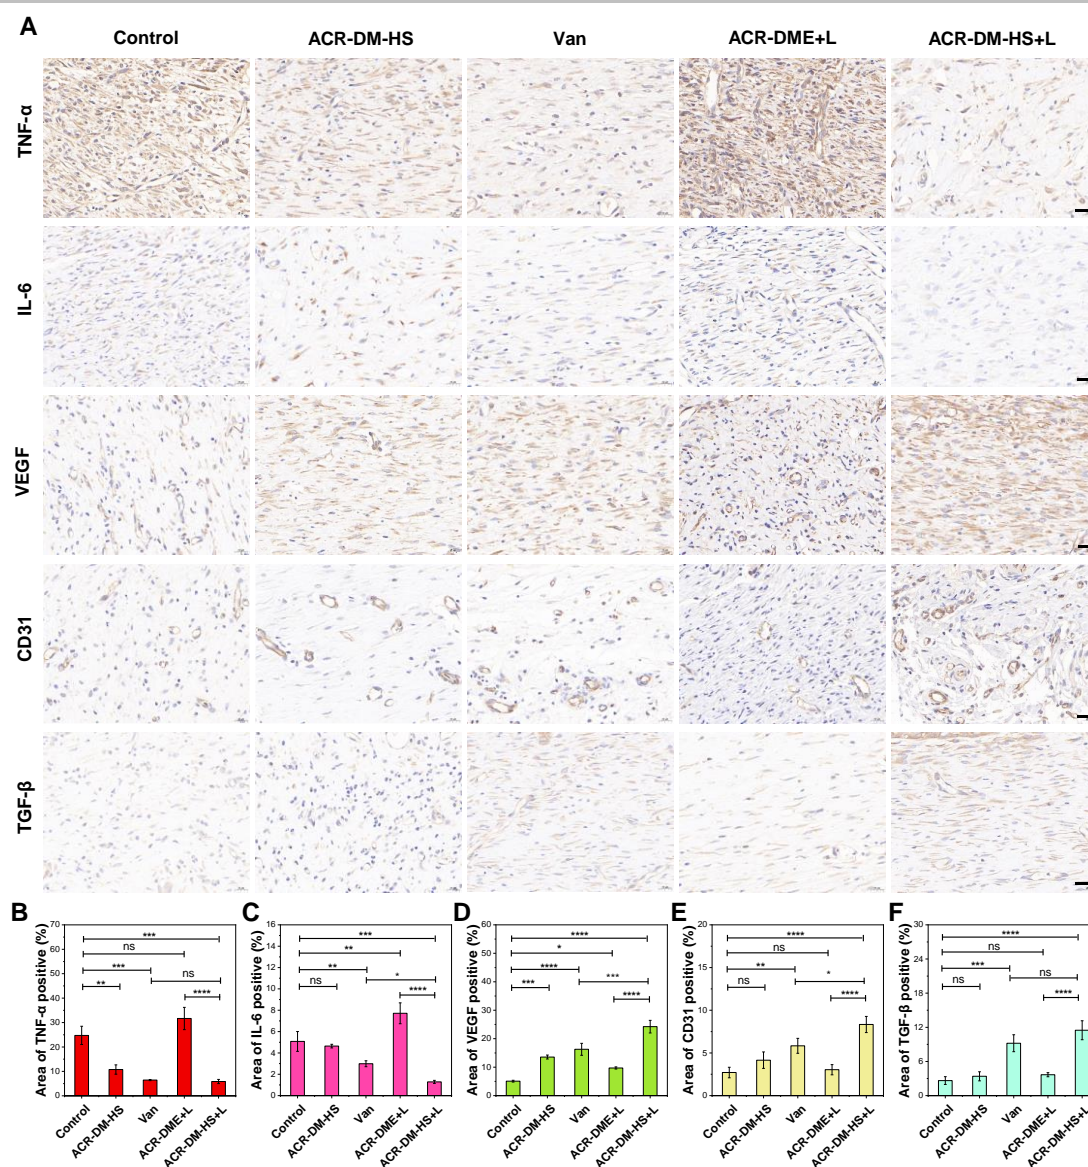 A
Control ACR-DM-HS Van ACR-DME+L ACR-DM-HS+L
TNF-α
IL-6
VEGF
CD31
TGF-β
B
Area of TNF-α positive (%)
70
60
50
40
30
20
10
0
***
ns
***
ns
**
****
Control ACR-DM-HS Van ACR-DME+L ACR-DM-HS+L
C
Area of IL-6 positive (%)
16
14
12
10
8
6
4
2
0
***
**
**
*
ns
****
Control ACR-DM-HS Van ACR-DME+L ACR-DM-HS+L
D
Area of VEGF positive (%)
60
50
40
30
20
10
0
****
*
****
***
***
****
Control ACR-DM-HS Van ACR-DME+L ACR-DM-HS+L
E
Area of CD31 positive (%)
20
15
10
5
0
****
ns
**
*
ns
****
Control ACR-DM-HS Van ACR-DME+L ACR-DM-HS+L
F
Area of TGF-β positive (%)
30
24
18
12
6
0
****
ns
***
ns
ns
****
Control ACR-DM-HS Van ACR-DME+L ACR-DM-HS+L